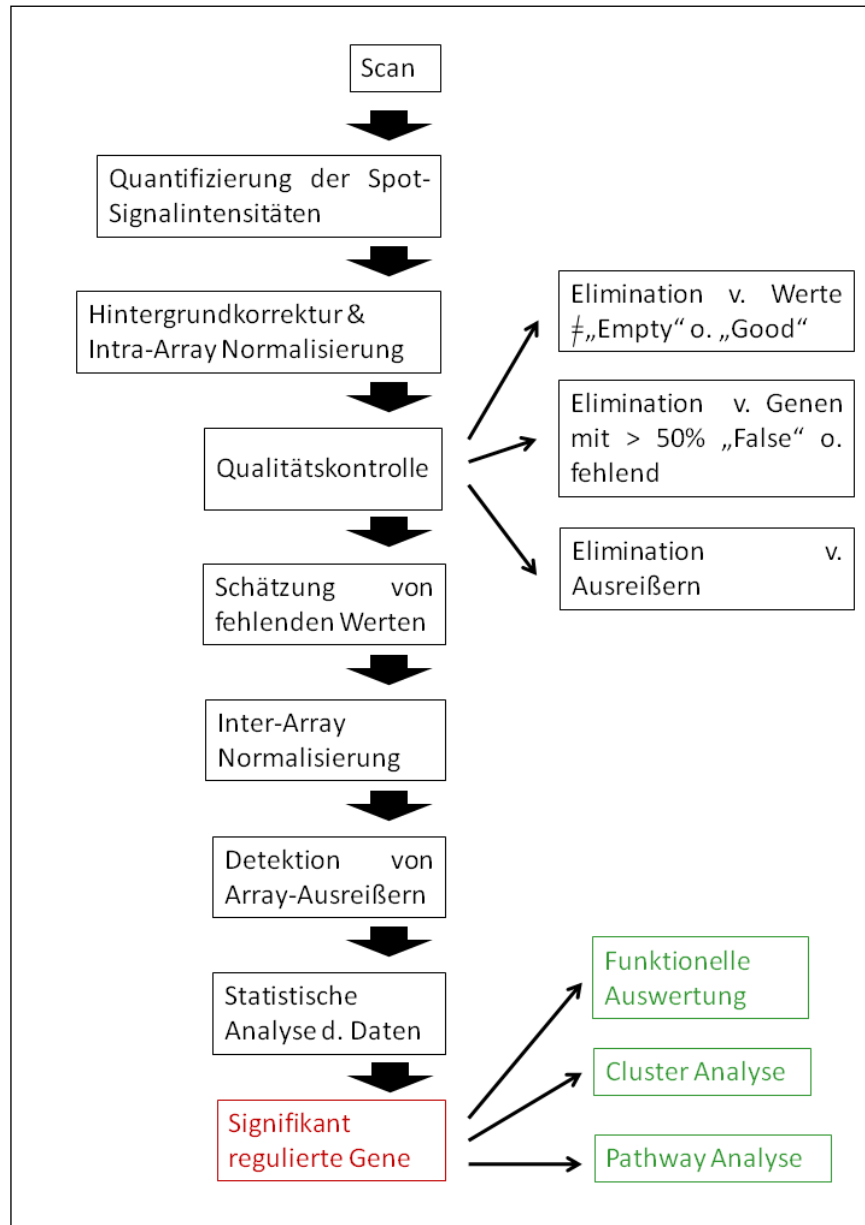 Scan
Quantifizierung der Spot-
Signalintensitäten
Hintergrundkorrektur &
Intra-Array Normalisierung
Elimination v. Werte
╪„Empty“ o. „Good“
Qualitätskontrolle
Elimination v. Genen
mit > 50% „False“ o.
fehlend
Elimination v.
Ausreißern
Schätzung von
fehlenden Werten
Inter-Array
Normalisierung
Detektion von
Array-Ausreißern
Statistische
Analyse d. Daten
Signifikant
regulierte Gene
Funktionelle
Auswertung
Cluster Analyse
Pathway Analyse